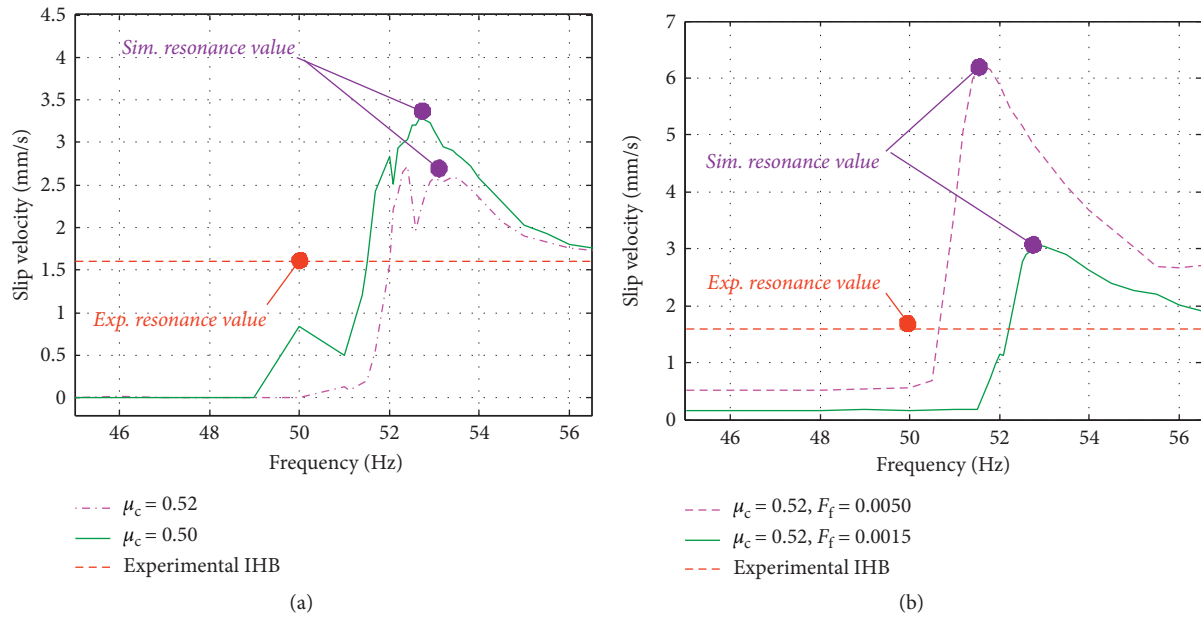 4.5
4
3.5
3
2.5
2
1.5
1
0.5
0
Slip velocity (mm/s)
Sim. resonance value
Exp. resonance value
46 48 50 52 54 56
Frequency (Hz)
μc = 0.52
μc = 0.50
Experimental IHB
(a)
7
6
5
4
3
2
1
0
Slip velocity (mm/s)
Sim. resonance value
Exp. resonance value
46 48 50 52 54 56
Frequency (Hz)
μc = 0.52, Ff = 0.0050
μc = 0.52, Ff = 0.0015
Experimental IHB
(b)